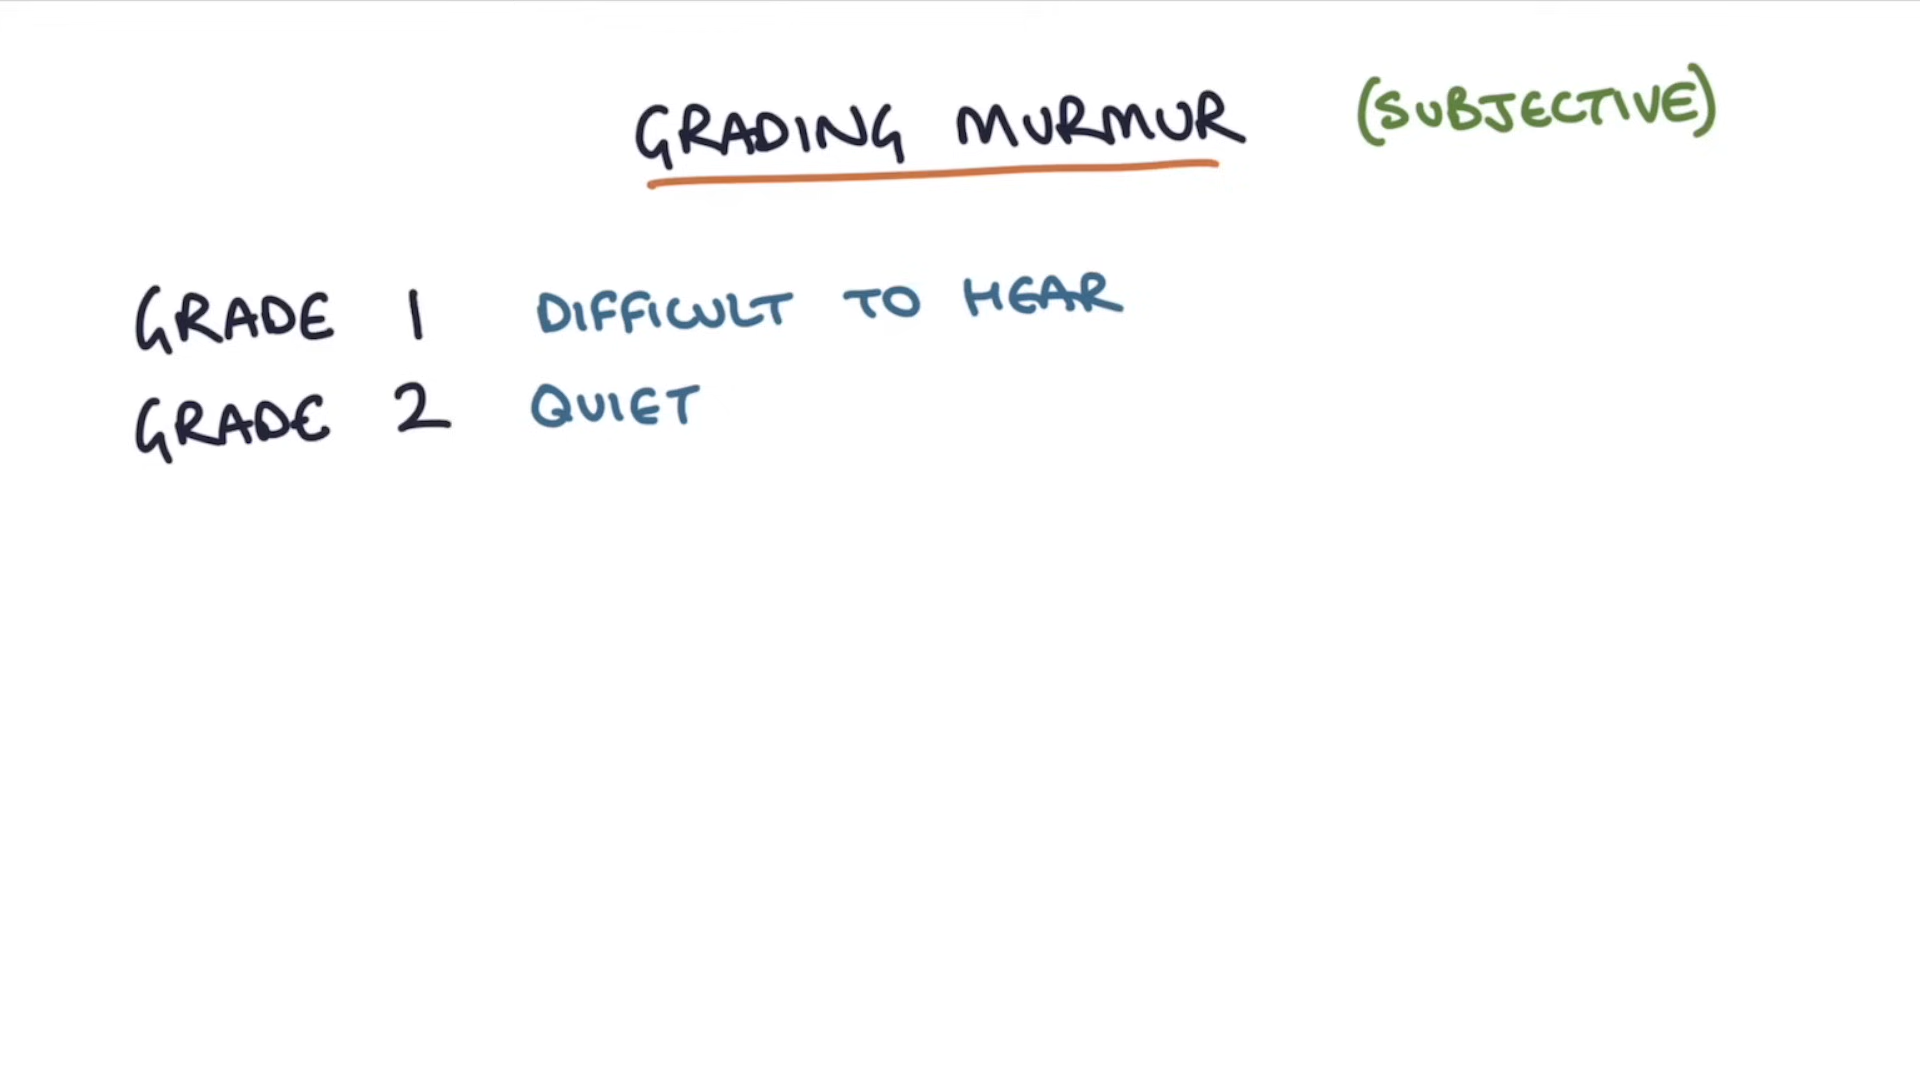 GRADING MURMUR (SUBJECTIVE)
GRADE 1 DIFFICULT TO HEAR
GRADE 2 QUIET